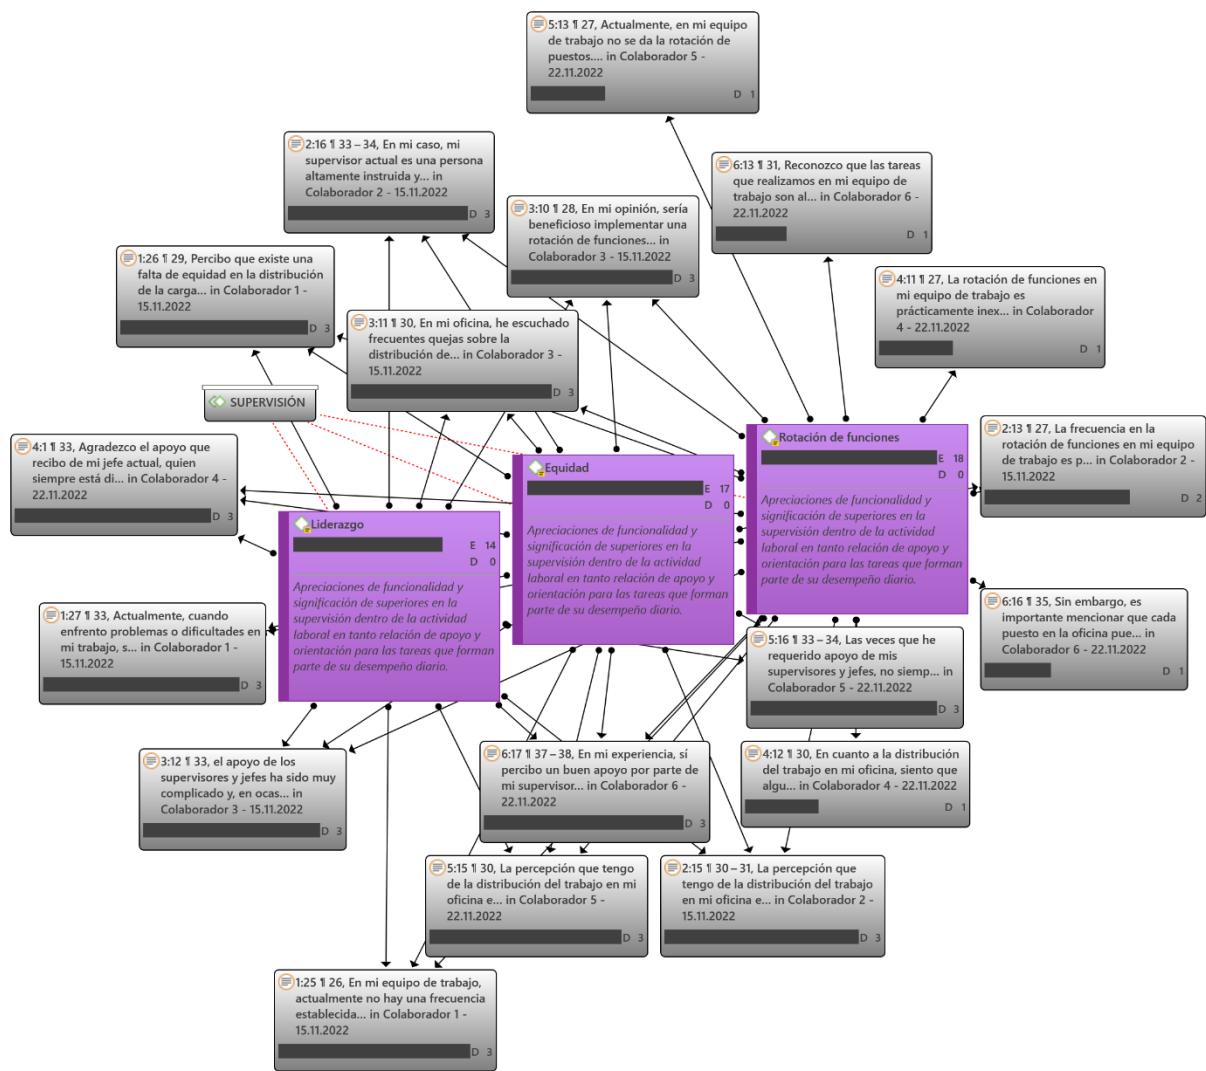 5:13 ¶ 27, Actualmente, en mi equipo
de trabajo no se da la rotación de
puestos.... in Colaborador 5 -
22.11.2022
D 1
2:16 ¶ 33 – 34, En mi caso, mi
supervisor actual es una persona
altamente instruida y... in
Colaborador 2 - 15.11.2022
D 3
6:13 ¶ 31, Reconozco que las tareas
que realizamos en mi equipo de
trabajo son al... in Colaborador 6 -
22.11.2022
D 1
3:10 ¶ 28, En mi opinión, sería
beneficioso implementar una
rotación de funciones... in
Colaborador 3 - 15.11.2022
D 3
1:26 ¶ 29, Percibo que existe una
falta de equidad en la distribución
de la carga... in Colaborador 1 -
15.11.2022
D 3
4:11 ¶ 27, La rotación de funciones en
mi equipo de trabajo es
prácticamente inex... in Colaborador
4 - 22.11.2022
D 1
3:11 ¶ 30, En mi oficina, he escuchado
frecuentes quejas sobre la
distribución de... in Colaborador 3 -
15.11.2022
D 3
SUPERVISIÓN
4:1 ¶ 33, Agradezco el apoyo que
recibo de mi jefe actual, quien
siempre está di... in Colaborador 4 -
22.11.2022
D 3
Liderazgo
E 14
D 0
Apreciaciones de funcionalidad y
significación de superiores en la
supervisión dentro de la actividad
laboral en tanto relación de apoyo y
orientación para las tareas que forman
parte de su desempeño diario.
Equidad
E 17
D 0
Apreciaciones de funcionalidad y
significación de superiores en la
supervisión dentro de la actividad
laboral en tanto relación de apoyo y
orientación para las tareas que forman
parte de su desempeño diario.
Rotación de funciones
E 18
D 0
Apreciaciones de funcionalidad y
significación de superiores en la
supervisión dentro de la actividad
laboral en tanto relación de apoyo y
orientación para las tareas que forman
parte de su desempeño diario.
2:13 ¶ 27, La frecuencia en la
rotación de funciones en mi equipo
de trabajo es p... in Colaborador 2 -
15.11.2022
D 2
1:27 ¶ 33, Actualmente, cuando
enfrento problemas o dificultades en
mi trabajo, s... in Colaborador 1 -
15.11.2022
D 3
6:16 ¶ 35, Sin embargo, es
importante mencionar que cada
puesto en la oficina pue... in
Colaborador 6 - 22.11.2022
D 1
5:16 ¶ 33 – 34, Las veces que he
requerido apoyo de mis
supervisores y jefes, no siemp... in
Colaborador 5 - 22.11.2022
D 3
3:12 ¶ 33, el apoyo de los
supervisores y jefes ha sido muy
complicado y, en ocas... in
Colaborador 3 - 15.11.2022
D 3
6:17 ¶ 37 – 38, En mi experiencia, sí
percibo un buen apoyo por parte de
mi supervisor... in Colaborador 6 -
22.11.2022
D 3
4:12 ¶ 30, En cuanto a la distribución
del trabajo en mi oficina, siento que
algu... in Colaborador 4 - 22.11.2022
D 1
5:15 ¶ 30, La percepción que tengo
de la distribución del trabajo en mi
oficina e... in Colaborador 5 -
22.11.2022
D 3
2:15 ¶ 30 – 31, La percepción que
tengo de la distribución del trabajo
en mi oficina e... in Colaborador 2 -
15.11.2022
D 3
1:25 ¶ 26, En mi equipo de trabajo,
actualmente no hay una frecuencia
establecida... in Colaborador 1 -
15.11.2022
D 3